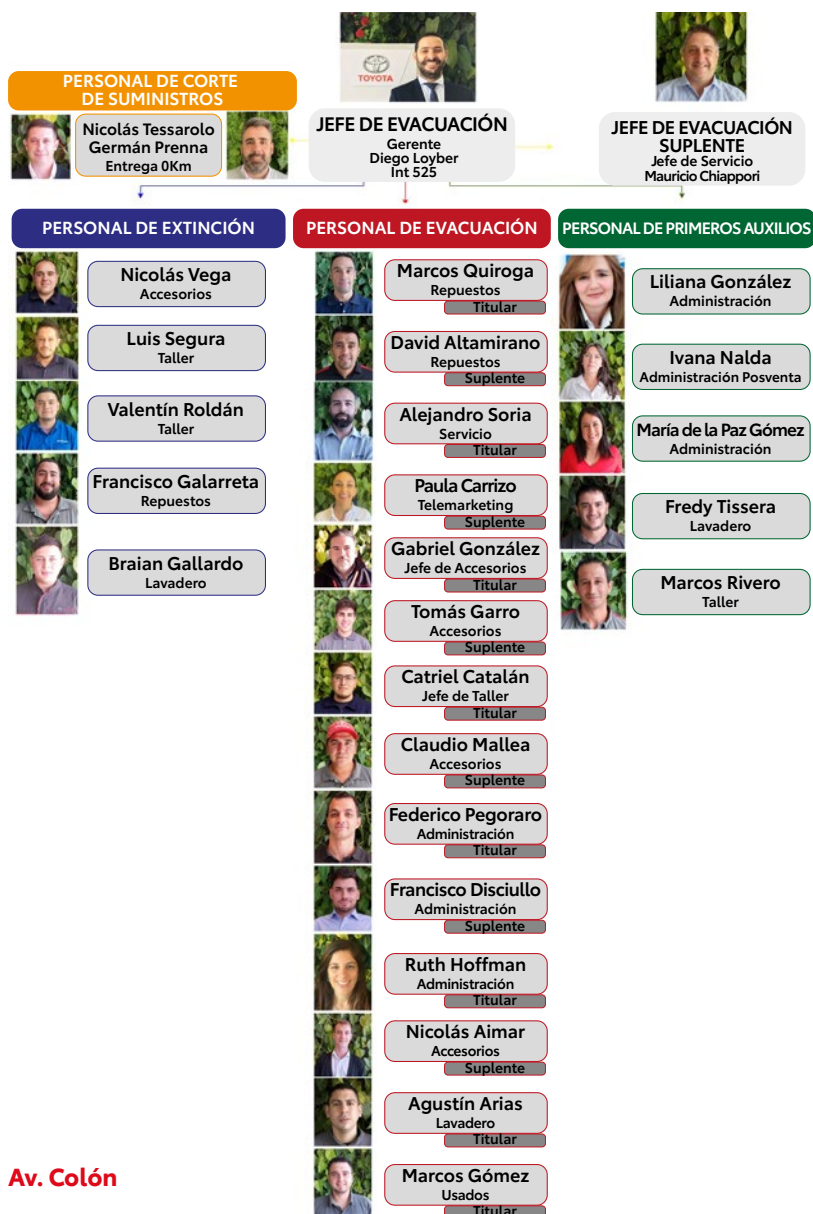 TOYOTA
PERSONAL DE CORTE
DE SUMINISTROS
Nicolás Tessarolo
Germán Prenna
Entrega 0Km
JEFE DE EVACUACIÓN
Gerente
Diego Loyber
Int 525
JEFE DE EVACUACIÓN
SUPLENTE
Jefe de Servicio
Mauricio Chiappori
PERSONAL DE EXTINCIÓN
Nicolás Vega
Accesorios
Luis Segura
Taller
Valentín Roldán
Taller
Francisco Galarreta
Repuestos
Braian Gallardo
Lavadero
PERSONAL DE EVACUACIÓN
Marcos Quiroga
Repuestos
Titular
David Altamirano
Repuestos
Suplente
Alejandro Soria
Servicio
Titular
Paula Carrizo
Telemarketing
Suplente
Gabriel González
Jefe de Accesorios
Titular
Tomás Garro
Accesorios
Suplente
Catriel Catalán
Jefe de Taller
Titular
Claudio Mallea
Accesorios
Suplente
Federico Pegoraro
Administración
Titular
Francisco Disciullo
Administración
Suplente
Ruth Hoffman
Administración
Titular
Nicolás Aimar
Accesorios
Suplente
Agustín Arias
Lavadero
Titular
Marcos Gómez
Usados
Titular
PERSONAL DE PRIMEROS AUXILIOS
Liliana González
Administración
Ivana Nalda
Administración Posventa
María de la Paz Gómez
Administración
Fredy Tissera
Lavadero
Marcos Rivero
Taller
Av. Colón